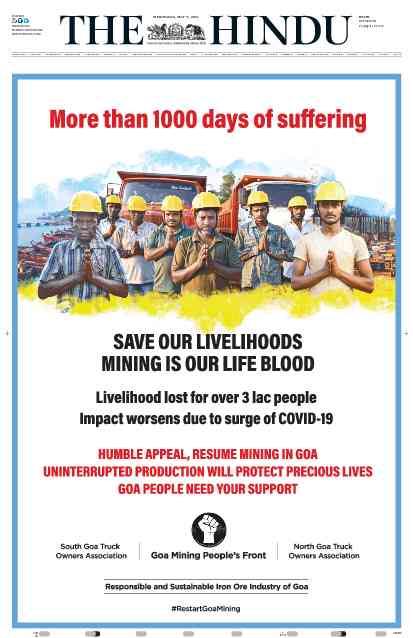 THE HINDU
More than 1000 days of suffering
SAVE OUR LIVELIHOODS
MINING IS OUR LIFE BLOOD
Livelihood lost for over 3 lac people
Impact worsens due to surge of COVID-19
HUMBLE APPEAL, RESUME MINING IN GOA
UNINTERRUPTED PRODUCTION WILL PROTECT PRECIOUS LIVES
GOA PEOPLE NEED YOUR SUPPORT
South Goa Truck
Owners Association
Goa Mining People's Front
North Goa Truck
Owners Association
Responsible and Sustainable Iron Ore Industry of Goa
#RestartGoaMining